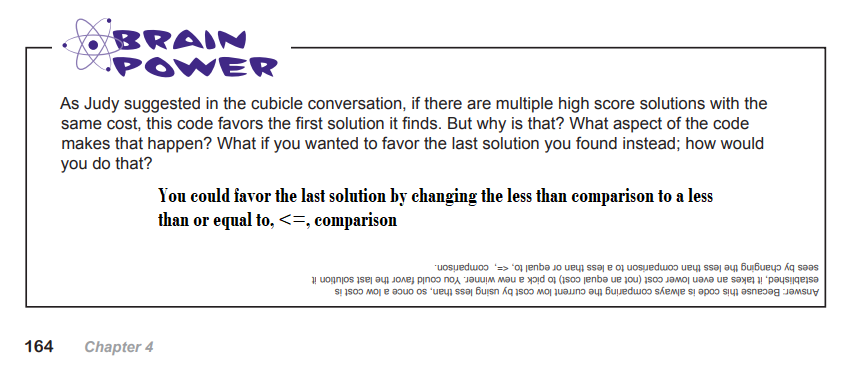 BRAIN
POWER
As Judy suggested in the cubicle conversation, if there are multiple high score solutions with the
same cost, this code favors the first solution it finds. But why is that? What aspect of the code
makes that happen? What if you wanted to favor the last solution you found instead; how would
you do that?
You could favor the last solution by changing the less than comparison to a less
than or equal to, <=, comparison
Answer: Because this code is always comparing the current low cost by using less than, so once a low cost is
established, it takes an even lower cost (not an equal cost) to pick a new winner. You could favor the last solution it
sees by changing the less than comparison to a less than or equal to, <=, comparison.
164 Chapter 4